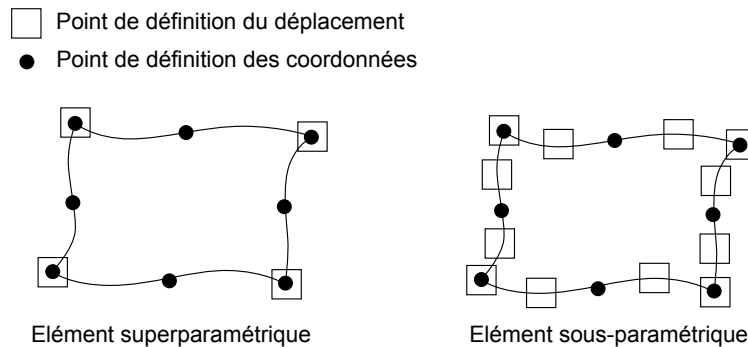 Point de définition du déplacement
Point de définition des coordonnées
Elément superparamétrique
Elément sous-paramétrique